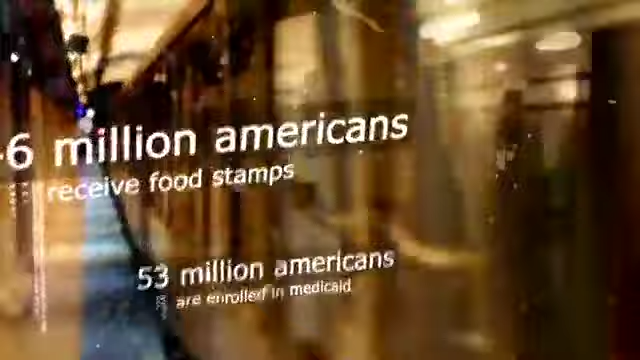 6 million americans
receive food stamps
53 million americans
are enrolled in medicaid